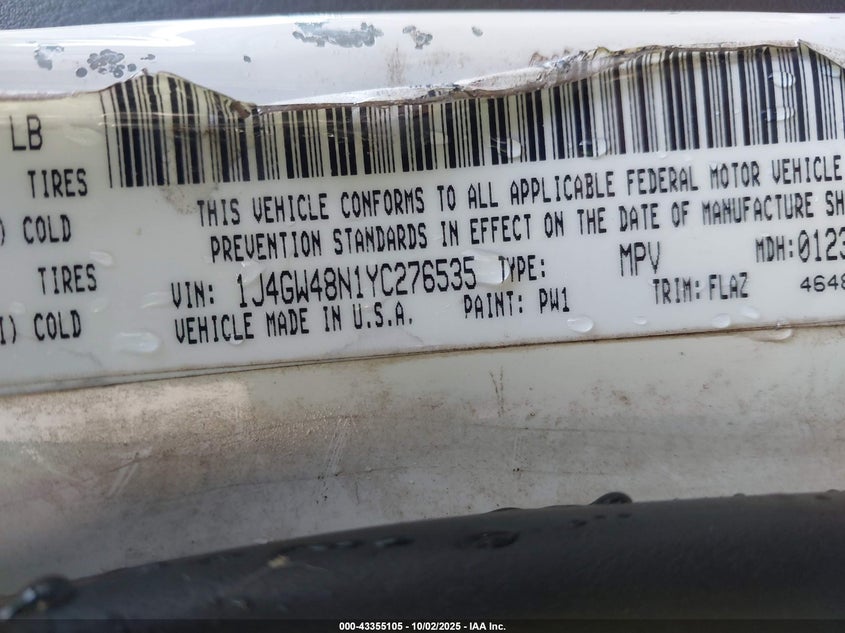 LB
TIRES
) COLD
TIRES
I) COLD
THIS VEHICLE CONFORMS TO ALL APPLICABLE FEDERAL MOTOR VEHICLE
PREVENTION STANDARDS IN EFFECT ON THE DATE OF MANUFACTURE SH
VIN: 1J4GW48N1YC276535 TYPE: MPV MDH:0123
VEHICLE MADE IN U.S.A. PAINT: PW1 TRIM: FLAZ 4648
000-43355105 - 10/02/2025 - IAA Inc.